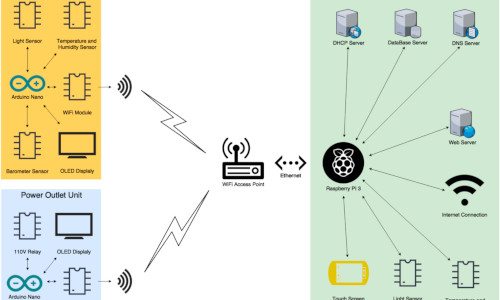 Light Sensor
Temperature and
Humidity Sensor
Arduino Nano
WiFi Module
Barometer Sensor
OLED Displaty
Power Outlet Unit
110V Relay
OLED Displaty
Arduino Nano
WiFi Access Point
Ethernet
DHCP Server
DataBase Server
DNS Server
Web Server
Raspberry PI 3
Internet Connection
Touch Screen
Light Sensor
Temperature and